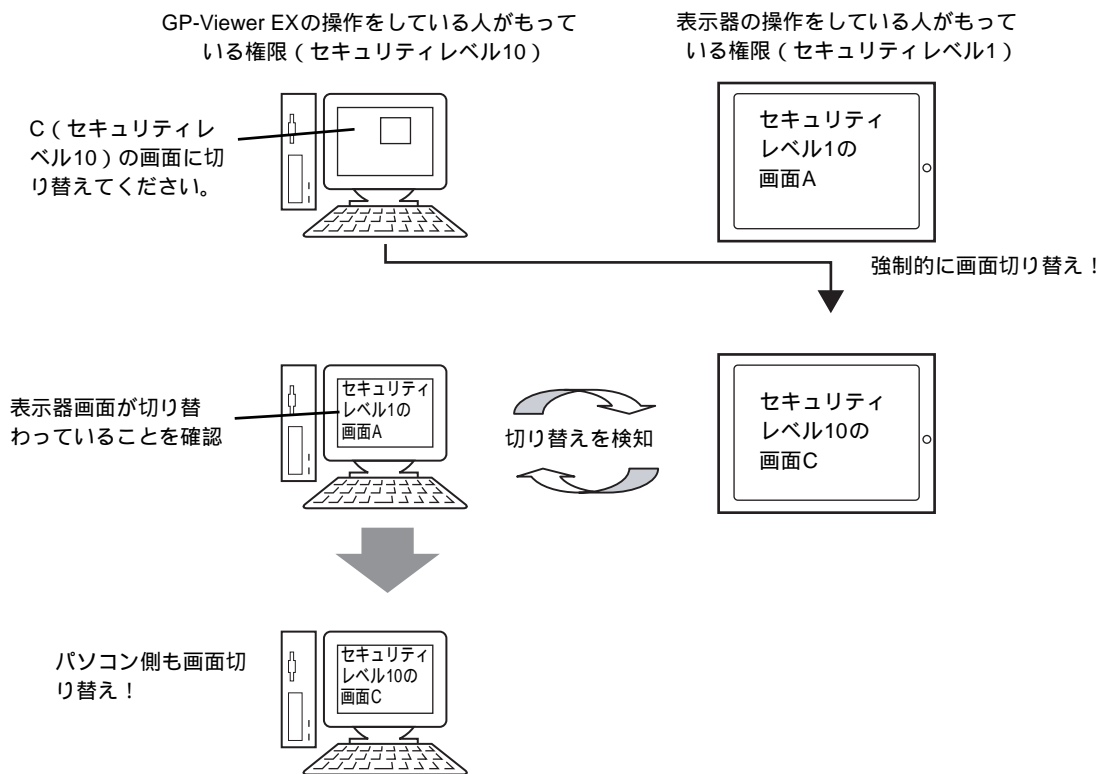 GP-Viewer EXの操作をしている人がもって
いる権限(セキュリティレベル10)
表示器の操作をしている人がもって
いる権限(セキュリティレベル1)
C(セキュリティレ
ベル10)の画面に切
り替えてください。
セキュリティ
レベル1の
画面A
強制的に画面切り替え!
表示器画面が切り替
わっていることを確認
セキュリティ
レベル1の
画面A
切り替えを検知
セキュリティ
レベル10の
画面C
パソコン側も画面切
り替え!
セキュリティ
レベル10の
画面C